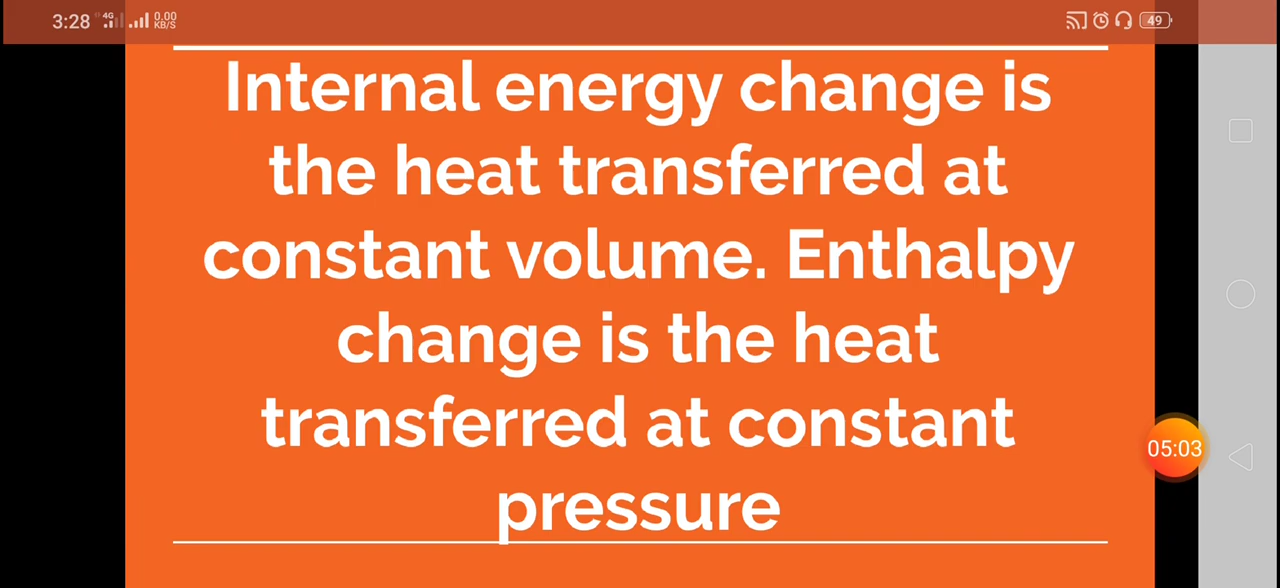 3:28 4G 0.00 KB/S 49
Internal energy change is
the heat transferred at
constant volume. Enthalpy
change is the heat
transferred at constant
pressure
05:03